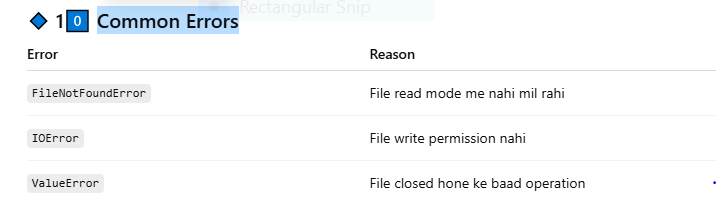 Rectangular Snip
🔹 1️0️ Common Errors
Error Reason
FileNotFoundError File read mode me nahi mil rahi
IOError File write permission nahi
ValueError File closed hone ke baad operation